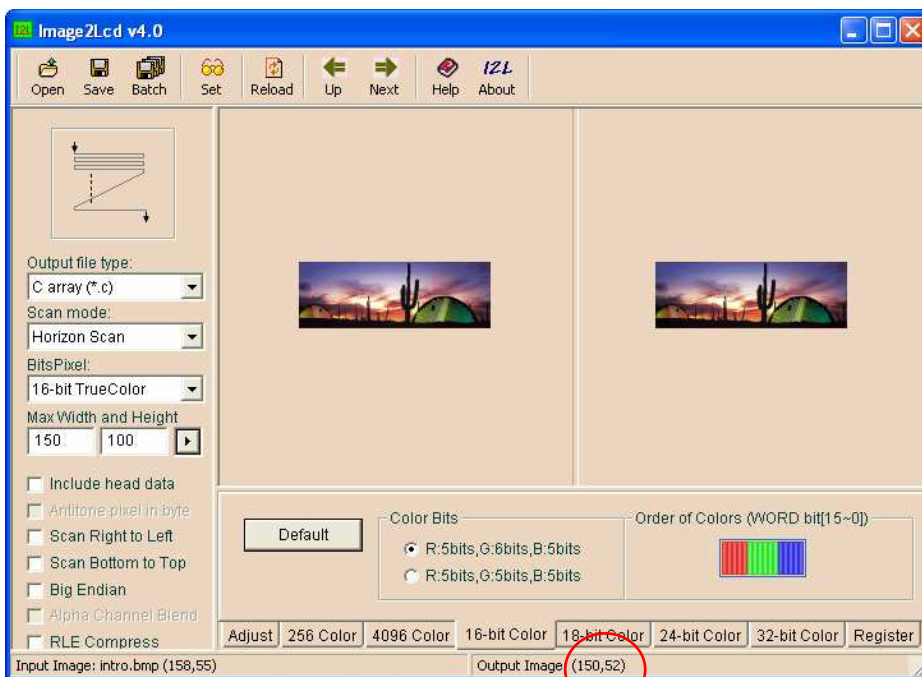 Image2Lcd v4.0
Open Save Batch Set Reload Up Next Help About
I2L
Output file type:
C array (*.c)
Scan mode:
Horizon Scan
BitsPixel:
16-bit TrueColor
Max Width and Height
150 100
Include head data
Antitone pixel in byte
Scan Right to Left
Scan Bottom to Top
Big Endian
Alpha Channel Blend
RLE Compress
Default
Color Bits
R:5bits,G:6bits,B:5bits
R:5bits,G:5bits,B:5bits
Order of Colors (WORD bit[15~0])
Adjust 256 Color 4096 Color 16-bit Color 18-bit Color 24-bit Color 32-bit Color Register
Input Image: intro.bmp (158,55) Output Image: (150,52)